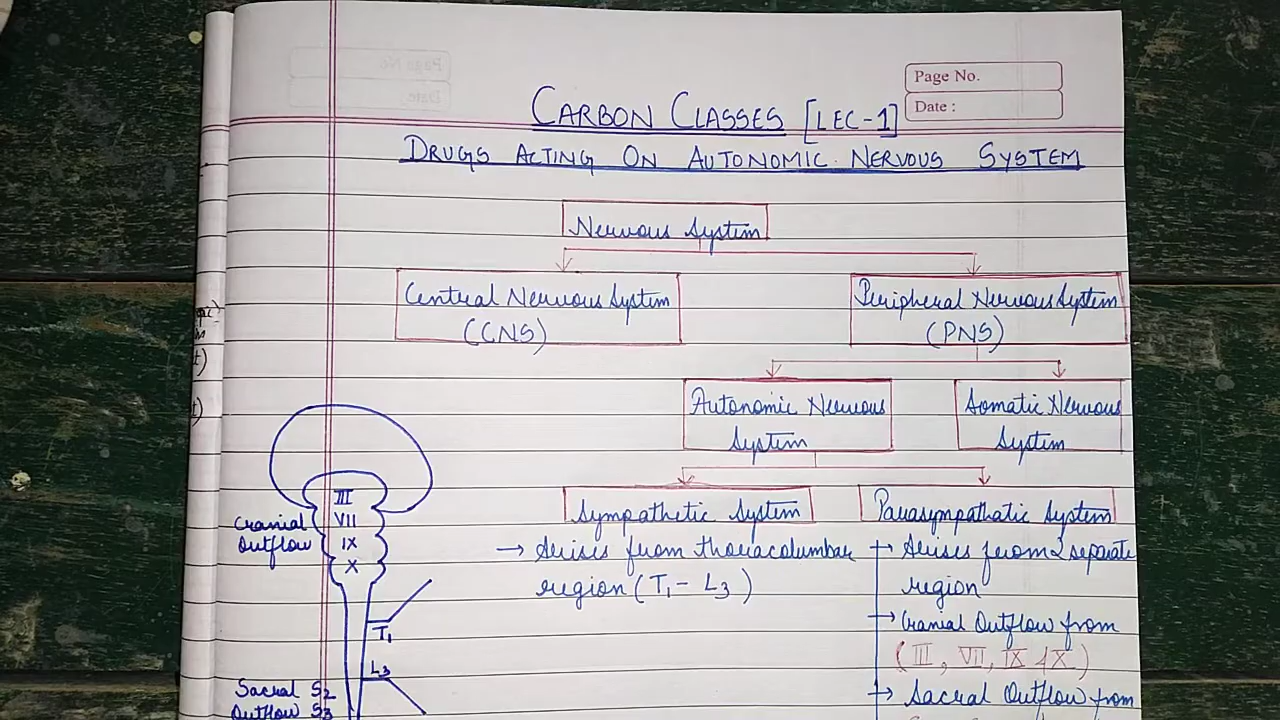 Page No.
Date :
CARBON CLASSES [LEC-1]
DRUGS ACTING ON AUTONOMIC NERVOUS SYSTEM
Nervous System
Central Nervous System
(CNS)
Peripheral Nervous System
(PNS)
Autonomic Nervous
System
Somatic Nervous
System
Sympathetic System
→ Arises from thoracolumbar
region (T1 - L3)
Parasympathatic System
→ Arises from 2 separate
region
→ Cranial Outflow from
(III, VII, IX & X)
→ Sacral Outflow from
III
VII
IX
X
Cranial
Outflow
T1
L3
Sacral S2
Outflow S3